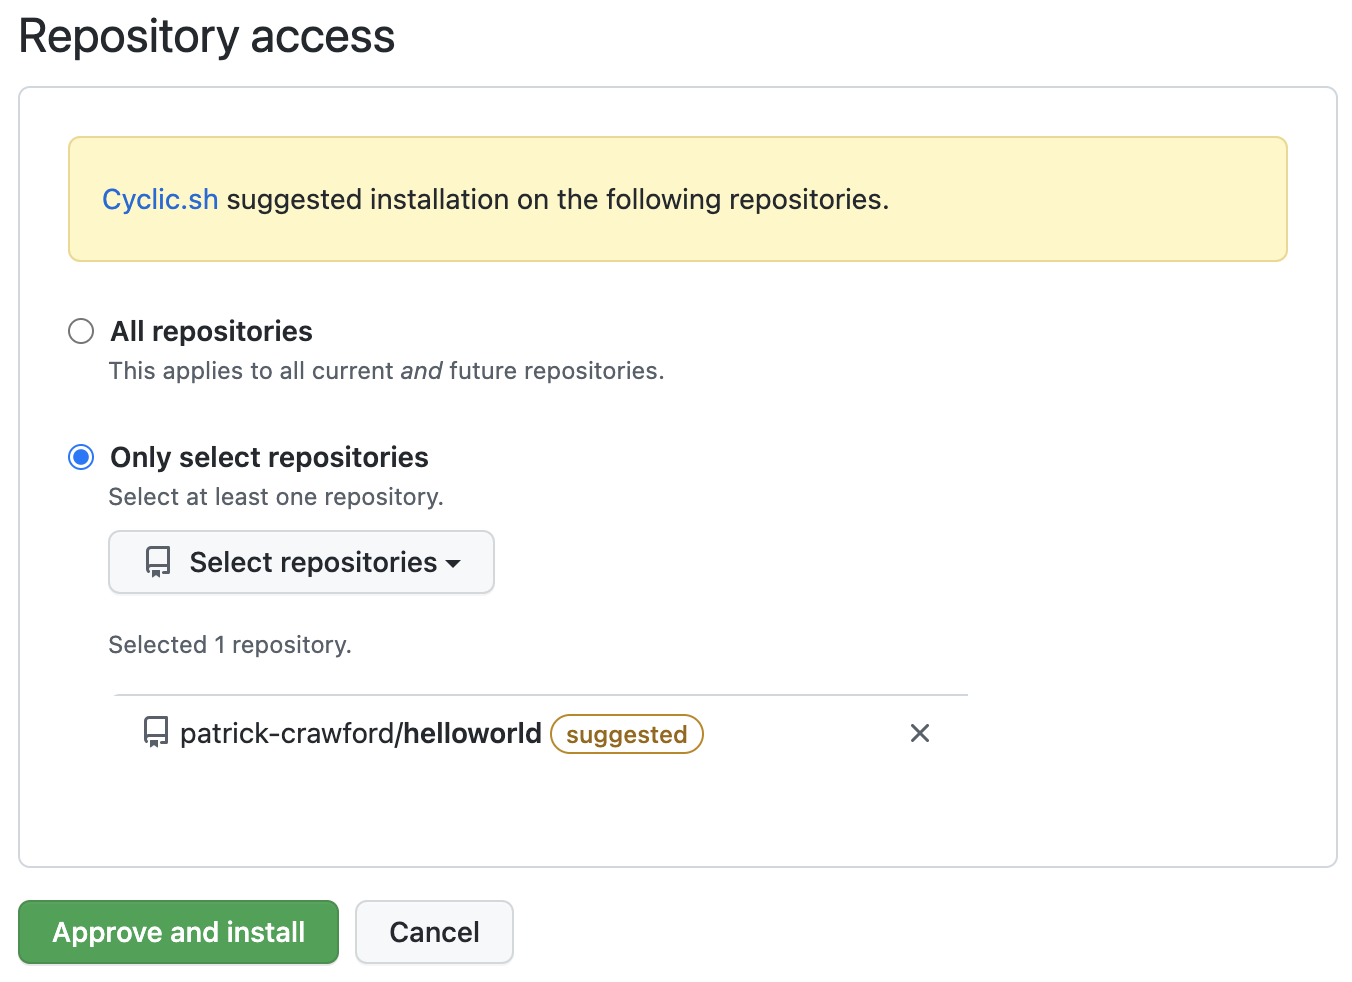 Repository access
Cyclic.sh suggested installation on the following repositories.
All repositories
This applies to all current and future repositories.
Only select repositories
Select at least one repository.
Select repositories
Selected 1 repository.
patrick-crawford/helloworld suggested
Approve and install Cancel